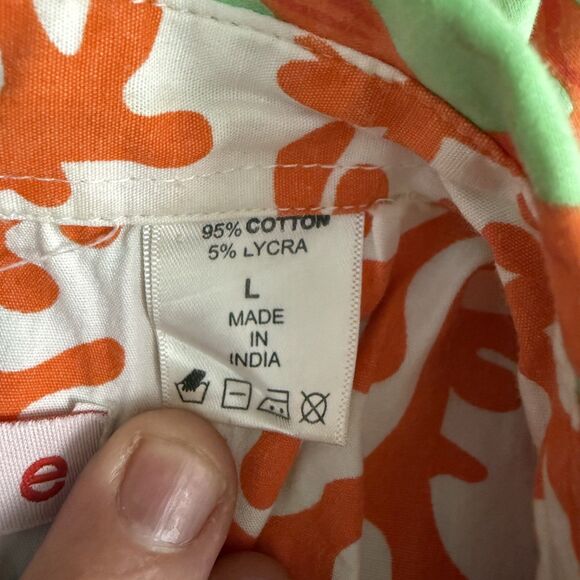 95% COTTON
5% LYCRA
L
MADE
IN
INDIA
e